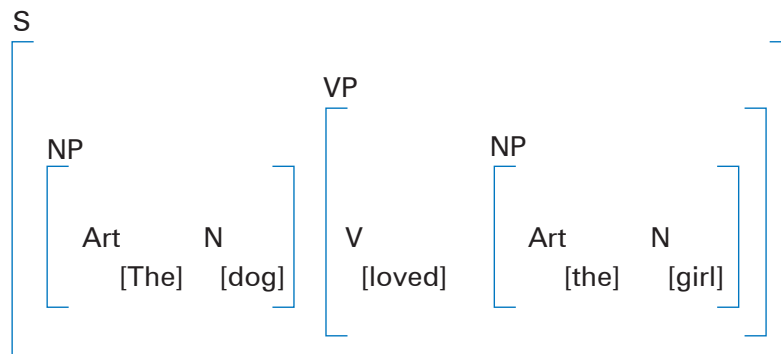 S
VP
NP NP
Art N V Art N
[The] [dog] [loved] [the] [girl]